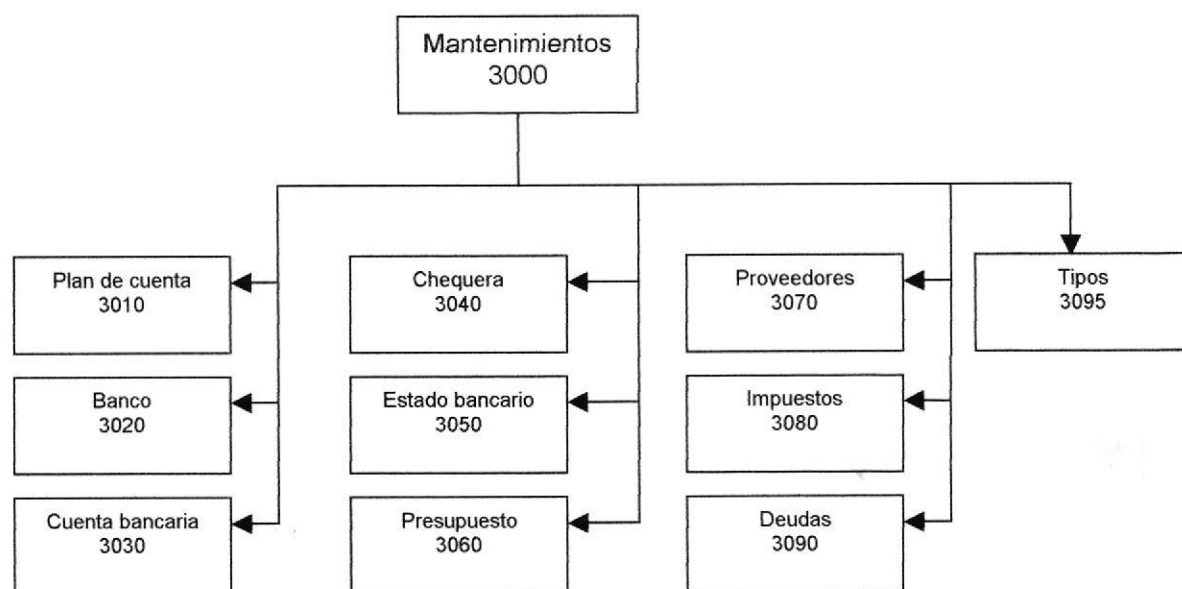 Mantenimientos
3000
Plan de cuenta
3010
Chequera
3040
Proveedores
3070
Tipos
3095
Banco
3020
Estado bancario
3050
Impuestos
3080
Cuenta bancaria
3030
Presupuesto
3060
Deudas
3090